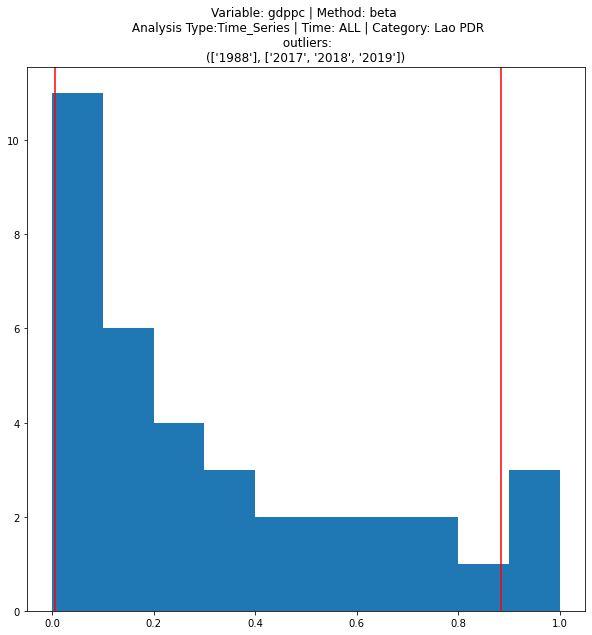 Variable: gdppc | Method: beta
Analysis Type:Time_Series | Time: ALL | Category: Lao PDR
outliers:
(['1988'], ['2017', '2018', '2019'])
10
8
6
4
2
0
0.0 0.2 0.4 0.6 0.8 1.0